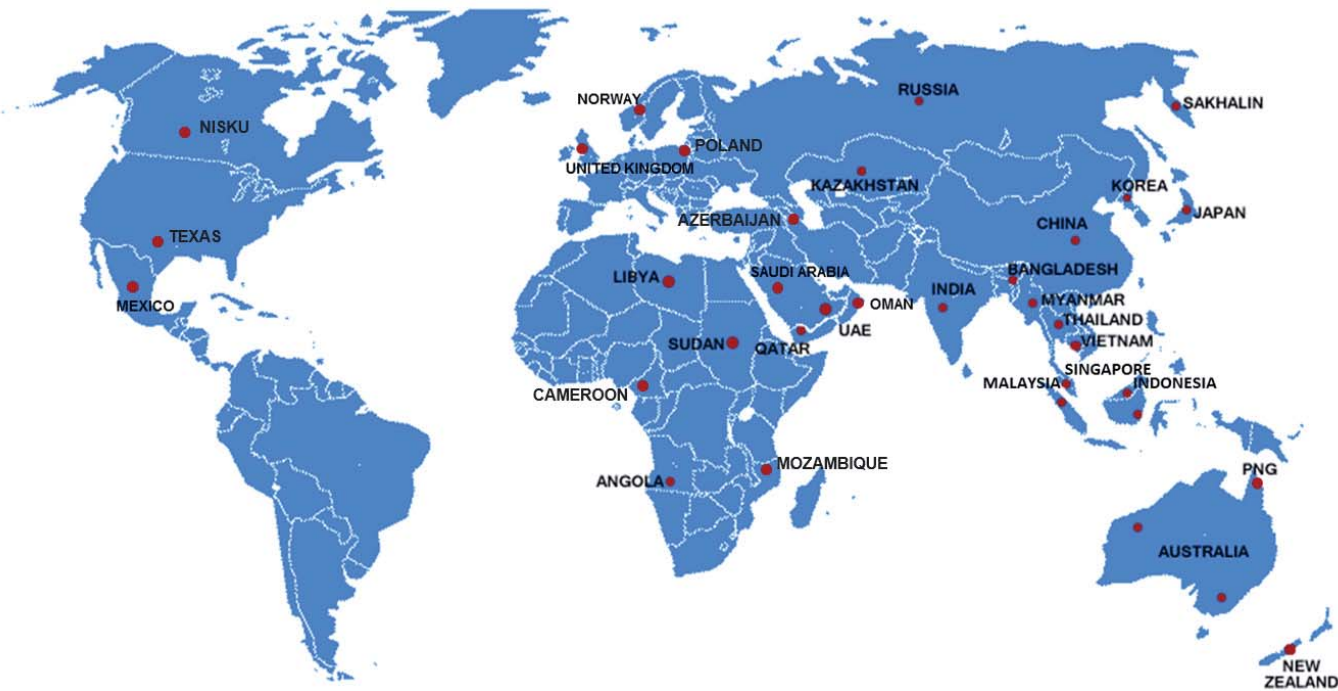 RUSSIA
NORWAY
SAKHALIN
NISKU
POLAND
UNITED KINGDOM
KAZAKHSTAN
KOREA
JAPAN
AZERBAIJAN
CHINA
TEXAS
SAUDI ARABIA
BANGLADESH
LIBYA
INDIA
MYANMAR
OMAN
MEXICO
THAILAND
UAE
VIETNAM
SUDAN
QATAR
SINGAPORE
MALAYSIA
INDONESIA
CAMEROON
MOZAMBIQUE
PNG
ANGOLA
AUSTRALIA
NEW
ZEALAND